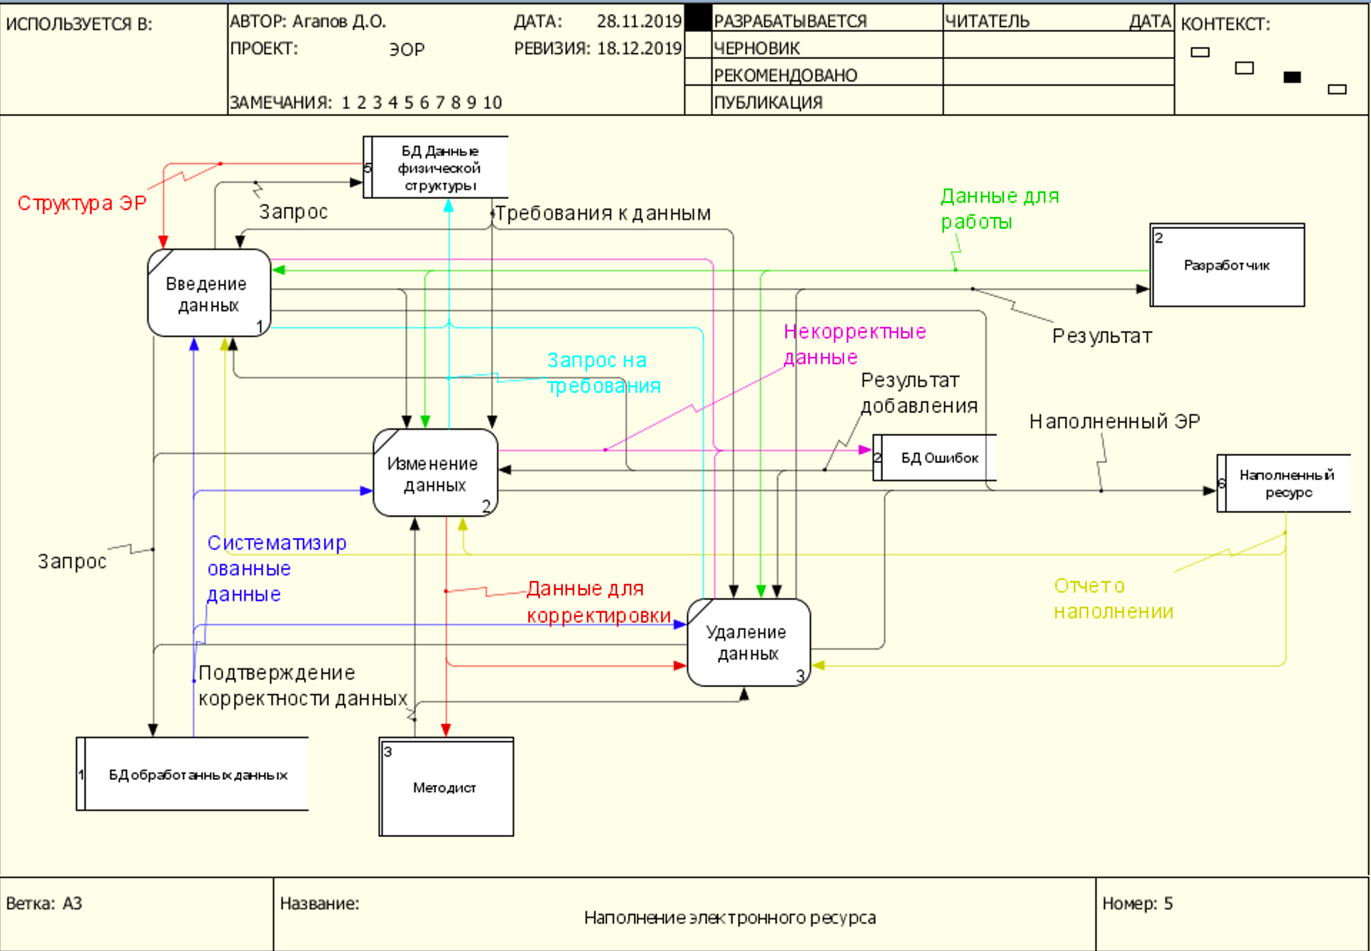 ИСПОЛЬЗУЕТСЯ В:
АВТОР: Агапов Д.О.
ДАТА: 28.11.2019
РАЗРАБАТЫВАЕТСЯ
ЧИТАТЕЛЬ
ДАТА
КОНТЕКСТ:
ПРОЕКТ: ЭОР
РЕВИЗИЯ: 18.12.2019
ЧЕРНОВИК
РЕКОМЕНДОВАНО
ЗАМЕЧАНИЯ: 1 2 3 4 5 6 7 8 9 10
ПУБЛИКАЦИЯ
5
БД Данные
физической
структуры
Структура ЭР
Запрос
Требования к данным
Данные для
работы
2
Разработчик
Введение
данных
1
Результат
Некорректные
данные
Запрос на
требования
Результат
добавления
Наполненный ЭР
2
БД Ошибок
Изменение
данных
2
6
Наполненный
ресурс
Запрос
Систематизир
ованные
данные
Данные для
корректировки
Отчет о
наполнении
Удаление
данных
3
Подтверждение
корректности данных
1
БД обработанных данных
3
Методист
Ветка: A3
Название:
Наполнение электронного ресурса
Номер: 5